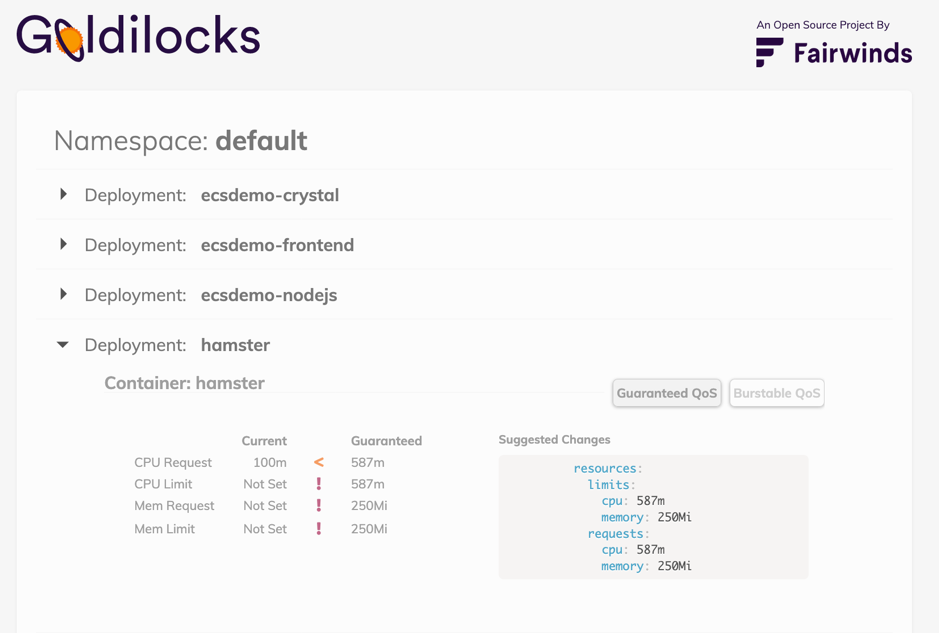 Goldilocks
An Open Source Project By
Fairwinds
Namespace: default
Deployment: ecsdemo-crystal
Deployment: ecsdemo-frontend
Deployment: ecsdemo-nodejs
Deployment: hamster
Container: hamster
Guaranteed QoS
Burstable QoS
Current Guaranteed
CPU Request 100m < 587m
CPU Limit Not Set ! 587m
Mem Request Not Set ! 250Mi
Mem Limit Not Set ! 250Mi
Suggested Changes
resources:
limits:
cpu: 587m
memory: 250Mi
requests:
cpu: 587m
memory: 250Mi